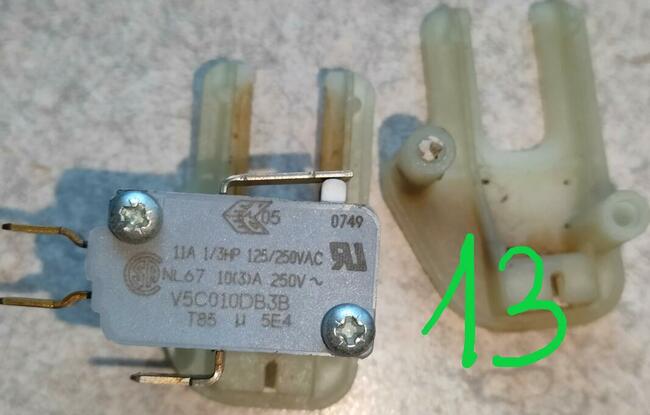 05
0749
11A 1/3HP 125/250VAC
NL67 10(3)A 250V~
V5C010DB3B
T85 µ 5E4
13